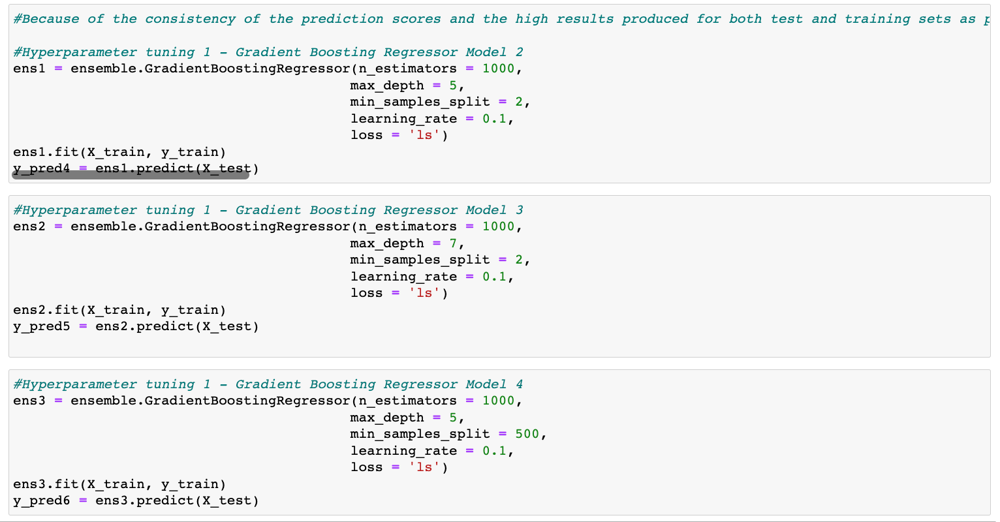 #Because of the consistency of the prediction scores and the high results produced for both test and training sets as
#Hyperparameter tuning 1 - Gradient Boosting Regressor Model 2
ens1 = ensemble.GradientBoostingRegressor(n_estimators = 1000,
max_depth = 5,
min_samples_split = 2,
learning_rate = 0.1,
loss = 'ls')
ens1.fit(X_train, y_train)
y_pred4 = ens1.predict(X_test)
#Hyperparameter tuning 1 - Gradient Boosting Regressor Model 3
ens2 = ensemble.GradientBoostingRegressor(n_estimators = 1000,
max_depth = 7,
min_samples_split = 2,
learning_rate = 0.1,
loss = 'ls')
ens2.fit(X_train, y_train)
y_pred5 = ens2.predict(X_test)
#Hyperparameter tuning 1 - Gradient Boosting Regressor Model 4
ens3 = ensemble.GradientBoostingRegressor(n_estimators = 1000,
max_depth = 5,
min_samples_split = 500,
learning_rate = 0.1,
loss = 'ls')
ens3.fit(X_train, y_train)
y_pred6 = ens3.predict(X_test)